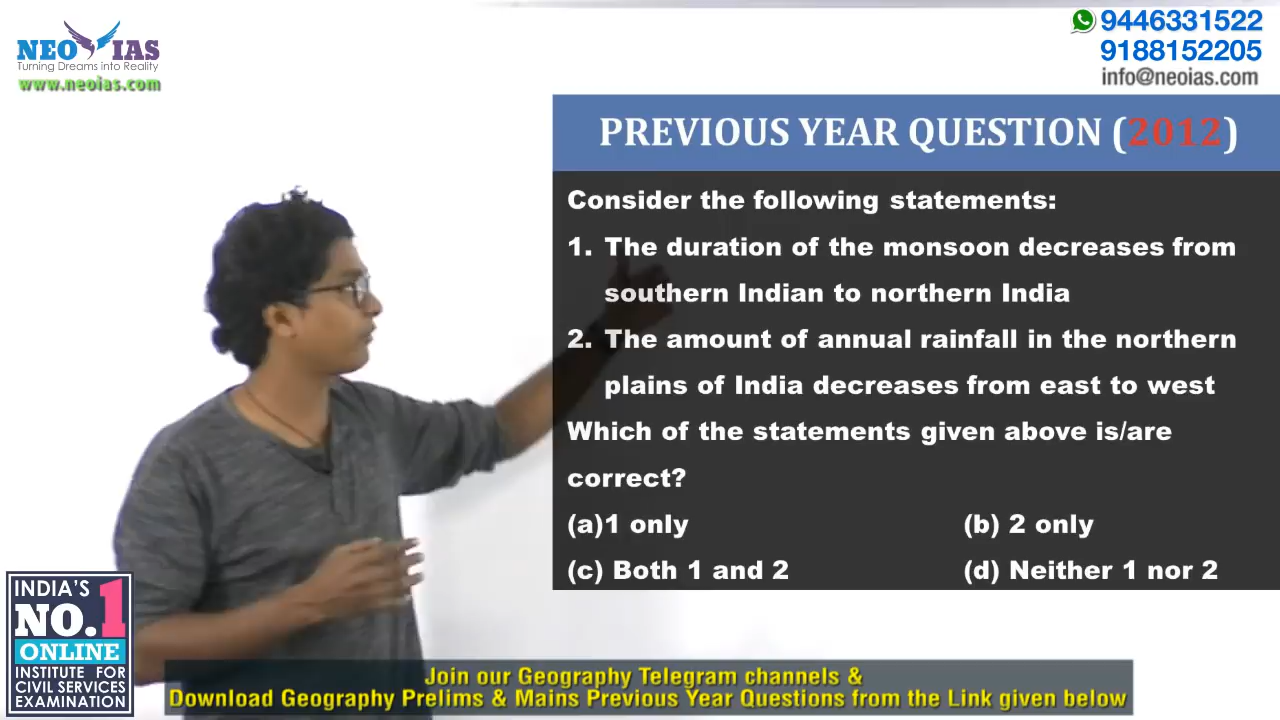 NEO IAS
Turning Dreams into Reality
www.neoias.com
9446331522
9188152205
info@neoias.com
PREVIOUS YEAR QUESTION (2012)
Consider the following statements:
1. The duration of the monsoon decreases from
southern Indian to northern India
2. The amount of annual rainfall in the northern
plains of India decreases from east to west
Which of the statements given above is/are
correct?
(a)1 only (b) 2 only
(c) Both 1 and 2 (d) Neither 1 nor 2
INDIA'S
NO.1
ONLINE
INSTITUTE FOR
CIVIL SERVICES
EXAMINATION
Join our Geography Telegram channels &
Download Geography Prelims & Mains Previous Year Questions from the Link given below